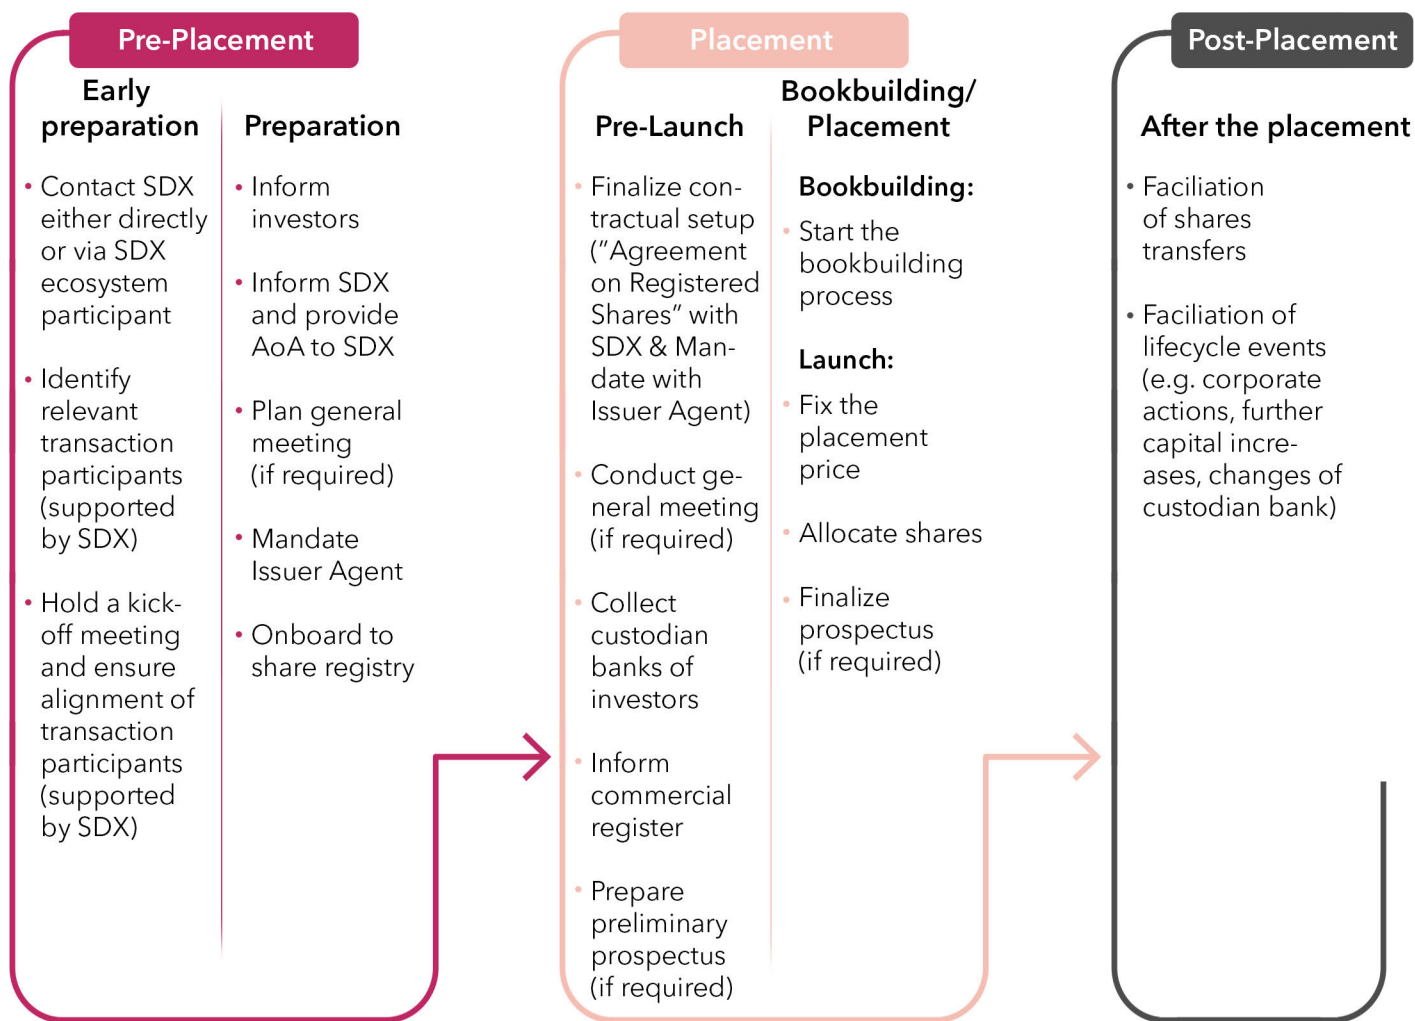 Pre-Placement
Early
preparation
• Contact SDX
either directly
or via SDX
ecosystem
participant
• Identify
relevant
transaction
participants
(supported
by SDX)
• Hold a kick-
off meeting
and ensure
alignment of
transaction
participants
(supported
by SDX)
Preparation
• Inform
investors
• Inform SDX
and provide
AoA to SDX
• Plan general
meeting
(if required)
• Mandate
Issuer Agent
• Onboard to
share registry
Placement
Pre-Launch
• Finalize con-
tractual setup
(”Agreement
on Registered
Shares” with
SDX & Man-
date with
Issuer Agent)
• Conduct ge-
neral meeting
(if required)
• Collect
custodian
banks of
investors
• Inform
commercial
register
• Prepare
preliminary
prospectus
(if required)
Bookbuilding/
Placement
Bookbuilding:
• Start the
bookbuilding
process
Launch:
• Fix the
placement
price
• Allocate shares
• Finalize
prospectus
(if required)
Post-Placement
After the placement
• Faciliation
of shares
transfers
• Faciliation of
lifecycle events
(e.g. corporate
actions, further
capital incre-
ases, changes of
custodian bank)